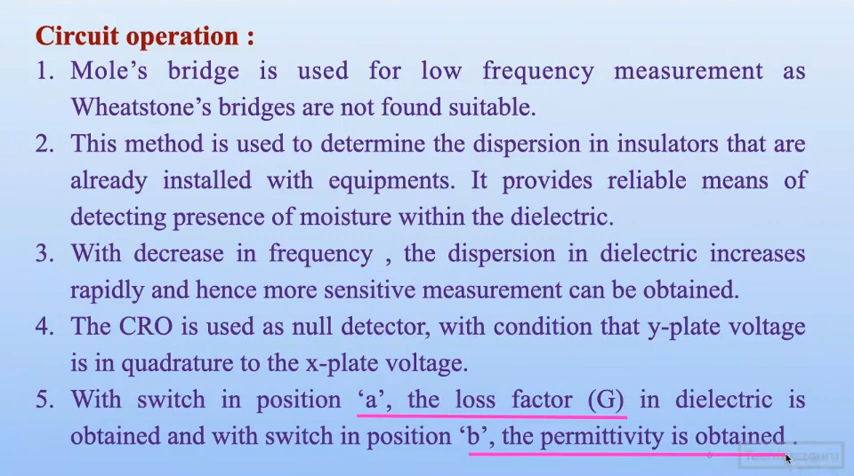 Circuit operation :
1. Mole's bridge is used for low frequency measurement as
Wheatstone's bridges are not found suitable.
2. This method is used to determine the dispersion in insulators that are
already installed with equipments. It provides reliable means of
detecting presence of moisture within the dielectric.
3. With decrease in frequency , the dispersion in dielectric increases
rapidly and hence more sensitive measurement can be obtained.
4. The CRO is used as null detector, with condition that y-plate voltage
is in quadrature to the x-plate voltage.
5. With switch in position ‘a’, the loss factor (G) in dielectric is
obtained and with switch in position ‘b’, the permittivity is obtained .